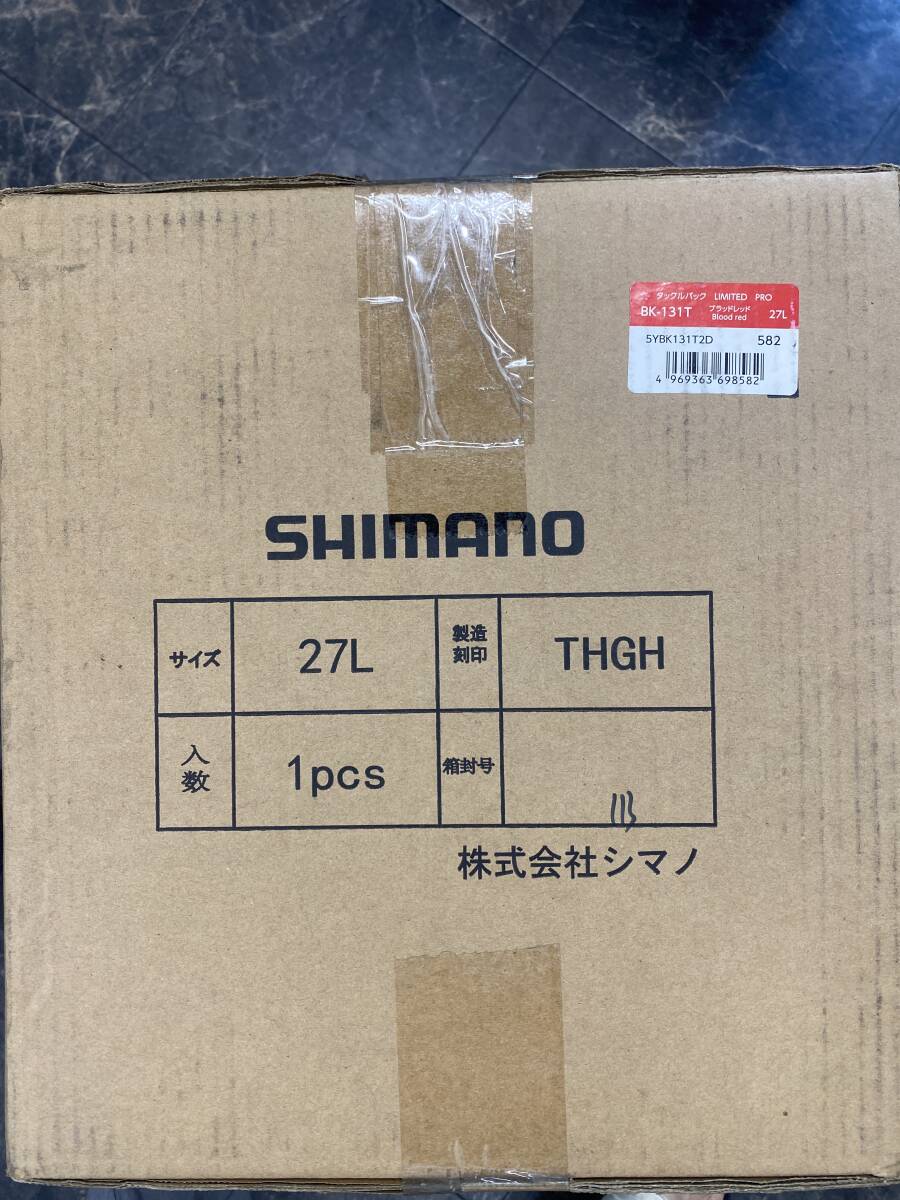 タックルバック LIMITED PRO
BK-131T ブラッドレッド Blood red 27L
5YBK131T2D 582
4 969363 698582
SHIMANO
サイズ 27L 製造刻印 THGH
入数 1pcs 箱封号 113
株式会社シマノ